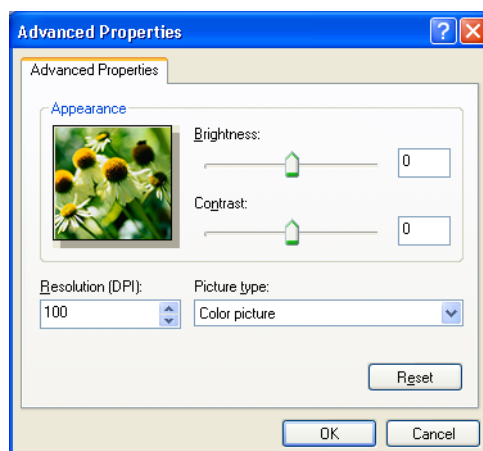 Advanced Properties
Advanced Properties
Appearance
Brightness:
0
Contrast:
0
Resolution (DPI):
Picture type:
100
Color picture
Reset
OK
Cancel